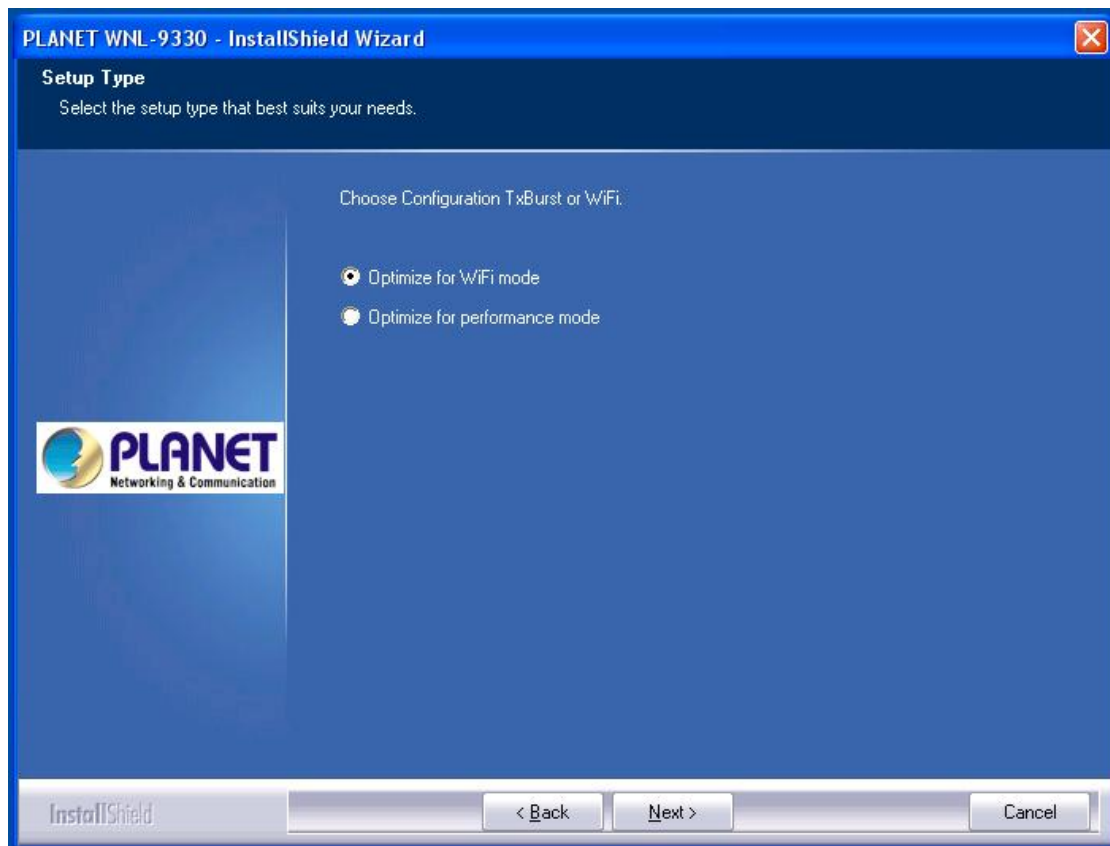 PLANET WNL-9330 - InstallShield Wizard
Setup Type
Select the setup type that best suits your needs.
Choose Configuration TxBurst or WiFi.
Optimize for WiFi mode
Optimize for performance mode
PLANET
Networking & Communication
InstallShield
< Back
Next >
Cancel